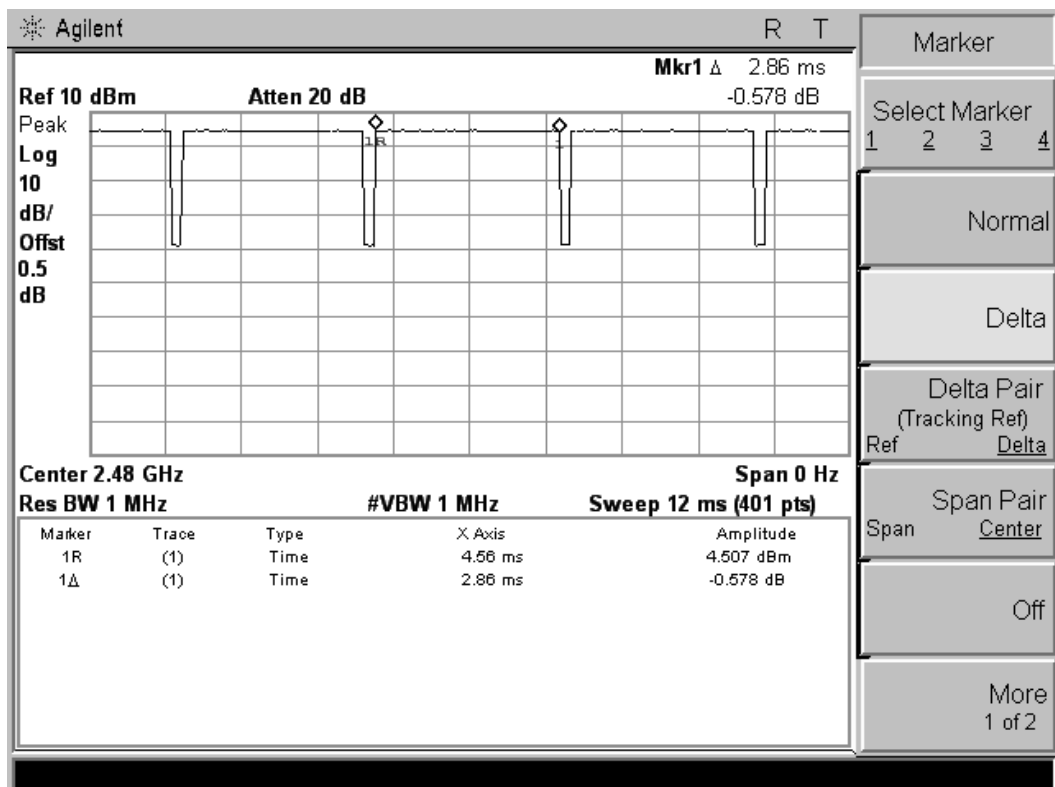 Agilent R T
Mkr1 Δ 2.86 ms
Ref 10 dBm Atten 20 dB -0.578 dB
Peak
Log
10
dB/
Offst
0.5
dB
1R
1
Center 2.48 GHz Span 0 Hz
Res BW 1 MHz #VBW 1 MHz Sweep 12 ms (401 pts)
Marker Trace Type X Axis Amplitude
1R (1) Time 4.56 ms 4.507 dBm
1Δ (1) Time 2.86 ms -0.578 dB
Marker
Select Marker
1 2 3 4
Normal
Delta
Delta Pair
(Tracking Ref)
Ref Delta
Span Pair
Span Center
Off
More
1 of 2